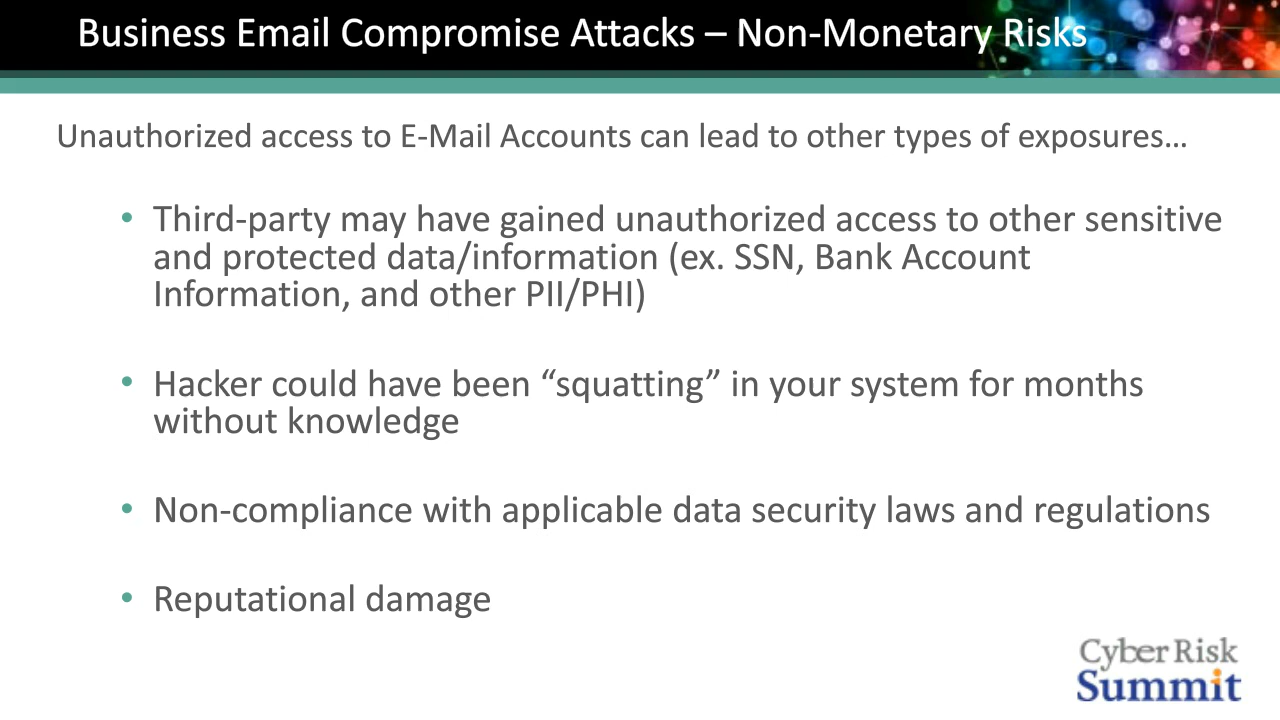 Business Email Compromise Attacks – Non-Monetary Risks
Unauthorized access to E-Mail Accounts can lead to other types of exposures…
• Third-party may have gained unauthorized access to other sensitive
and protected data/information (ex. SSN, Bank Account
Information, and other PII/PHI)
• Hacker could have been “squatting” in your system for months
without knowledge
• Non-compliance with applicable data security laws and regulations
• Reputational damage
Cyber Risk
Summit